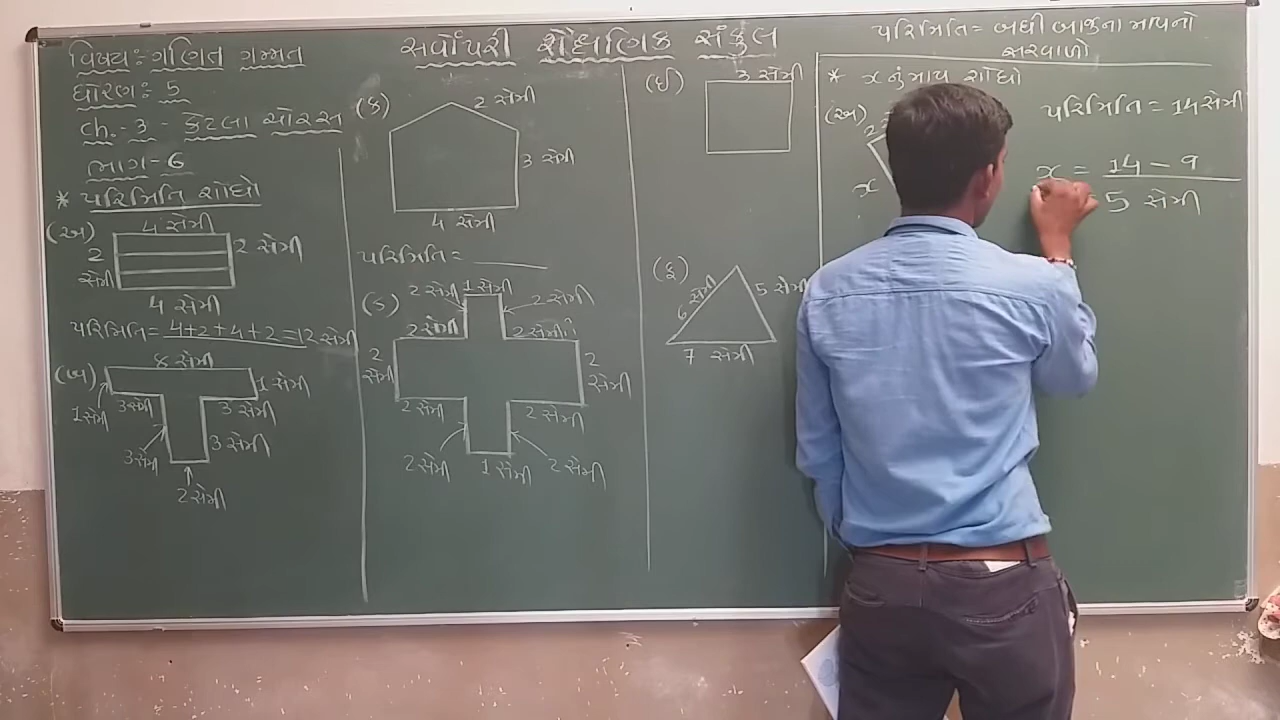 વિષય: ગણિત ગમ્મત
ધોરણ: 5
ch.-3 - કેટલા ચોરસ
ભાગ-6
* પરિમિતિ શોધો
(અ)
4 સેમી
2 સેમી
2 સેમી
4 સેમી
પરિમિતિ= 4+2+4+2=12 સેમી
(બ)
8 સેમી
1 સેમી
1 સેમી
3સેમી
3 સેમી
3સેમી
3 સેમી
2સેમી
સર્વોપરી શૈક્ષણિક સંકુલ
(ક)
2 સેમી
3 સેમી
4 સેમી
પરિમિતિ=
(ડ)
2 સેમી
1 સેમી
2 સેમી
2 સેમી
2 સેમી
2 સેમી
2 સેમી
2 સેમી
2 સેમી
2 સેમી
1 સેમી
2 સેમી
(ઈ)
3 સેમી
(ફ)
6 સેમી
5 સેમી
7 સેમી
પરિમિતિ= બધી બાજુના માપનો
સરવાળો
* x નું માપ શોધો
(અ)
2
x
પરિમિતિ = 14 સેમી
x = 14 - 9
5 સેમી